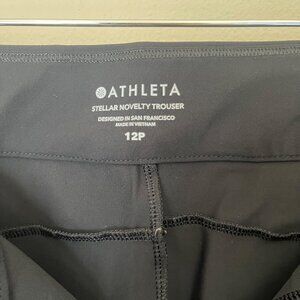 ATHLETA
STELLAR NOVELTY TROUSER
DESIGNED IN SAN FRANCISCO
MADE IN VIETNAM
12P